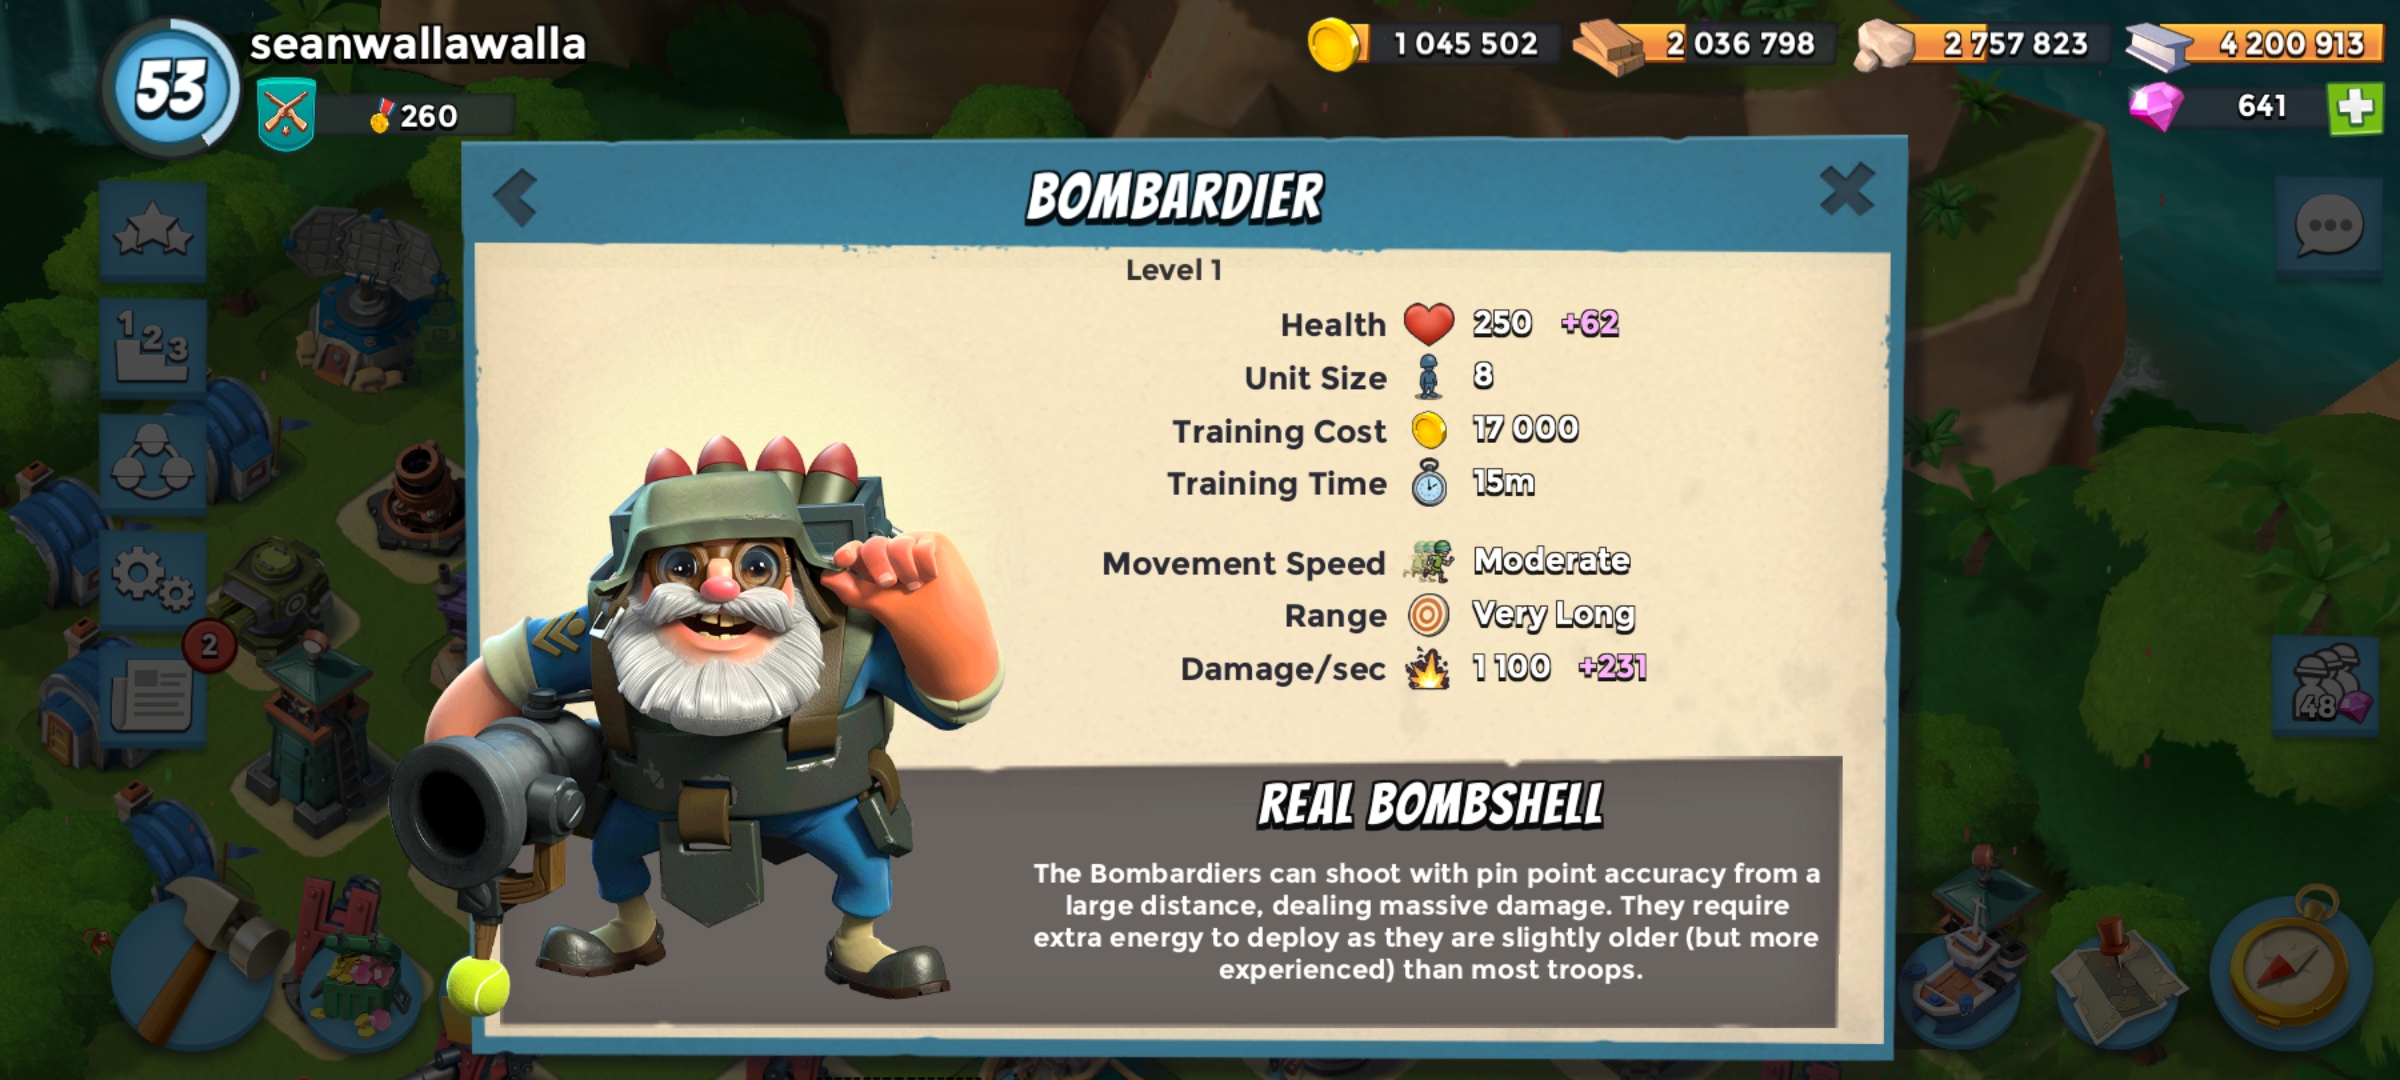 53
seanwallawalla
260
1 045 502
2 036 798
2 757 823
4 200 913
641
BOMBARDIER
Level 1
Health 250 +62
Unit Size 8
Training Cost 17 000
Training Time 15m
Movement Speed Moderate
Range Very Long
Damage/sec 1 100 +231
REAL BOMBSHELL
The Bombardiers can shoot with pin point accuracy from a
large distance, dealing massive damage. They require
extra energy to deploy as they are slightly older (but more
experienced) than most troops.
1 2 3
2
48